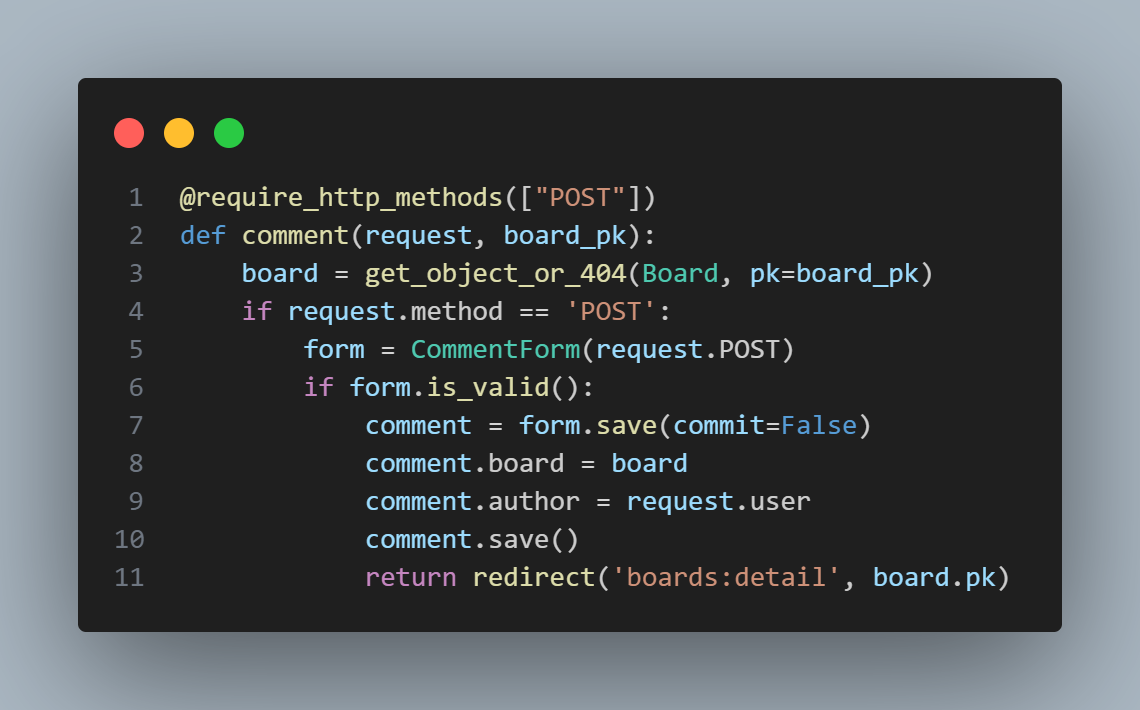 1 @require_http_methods(["POST"])
2 def comment(request, board_pk):
3     board = get_object_or_404(Board, pk=board_pk)
4     if request.method == 'POST':
5         form = CommentForm(request.POST)
6         if form.is_valid():
7             comment = form.save(commit=False)
8             comment.board = board
9             comment.author = request.user
10             comment.save()
11             return redirect('boards:detail', board.pk)